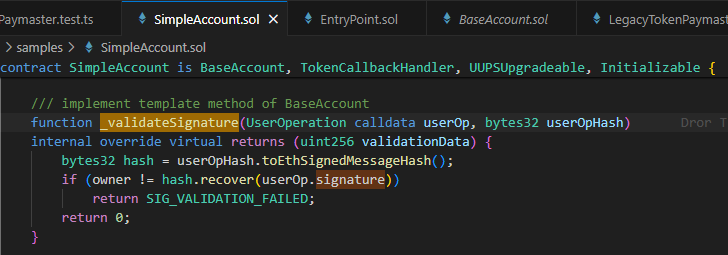 Paymaster.test.ts SimpleAccount.sol × EntryPoint.sol BaseAccount.sol LegacyTokenPaymas
> samples > SimpleAccount.sol
contract SimpleAccount is BaseAccount, TokenCallbackHandler, UUPSUpgradeable, Initializable {
/// implement template method of BaseAccount
function _validateSignature(UserOperation calldata userOp, bytes32 userOpHash) Dror T
internal override virtual returns (uint256 validationData) {
bytes32 hash = userOpHash.toEthSignedMessageHash();
if (owner != hash.recover(userOp.signature))
return SIG_VALIDATION_FAILED;
return 0;
}